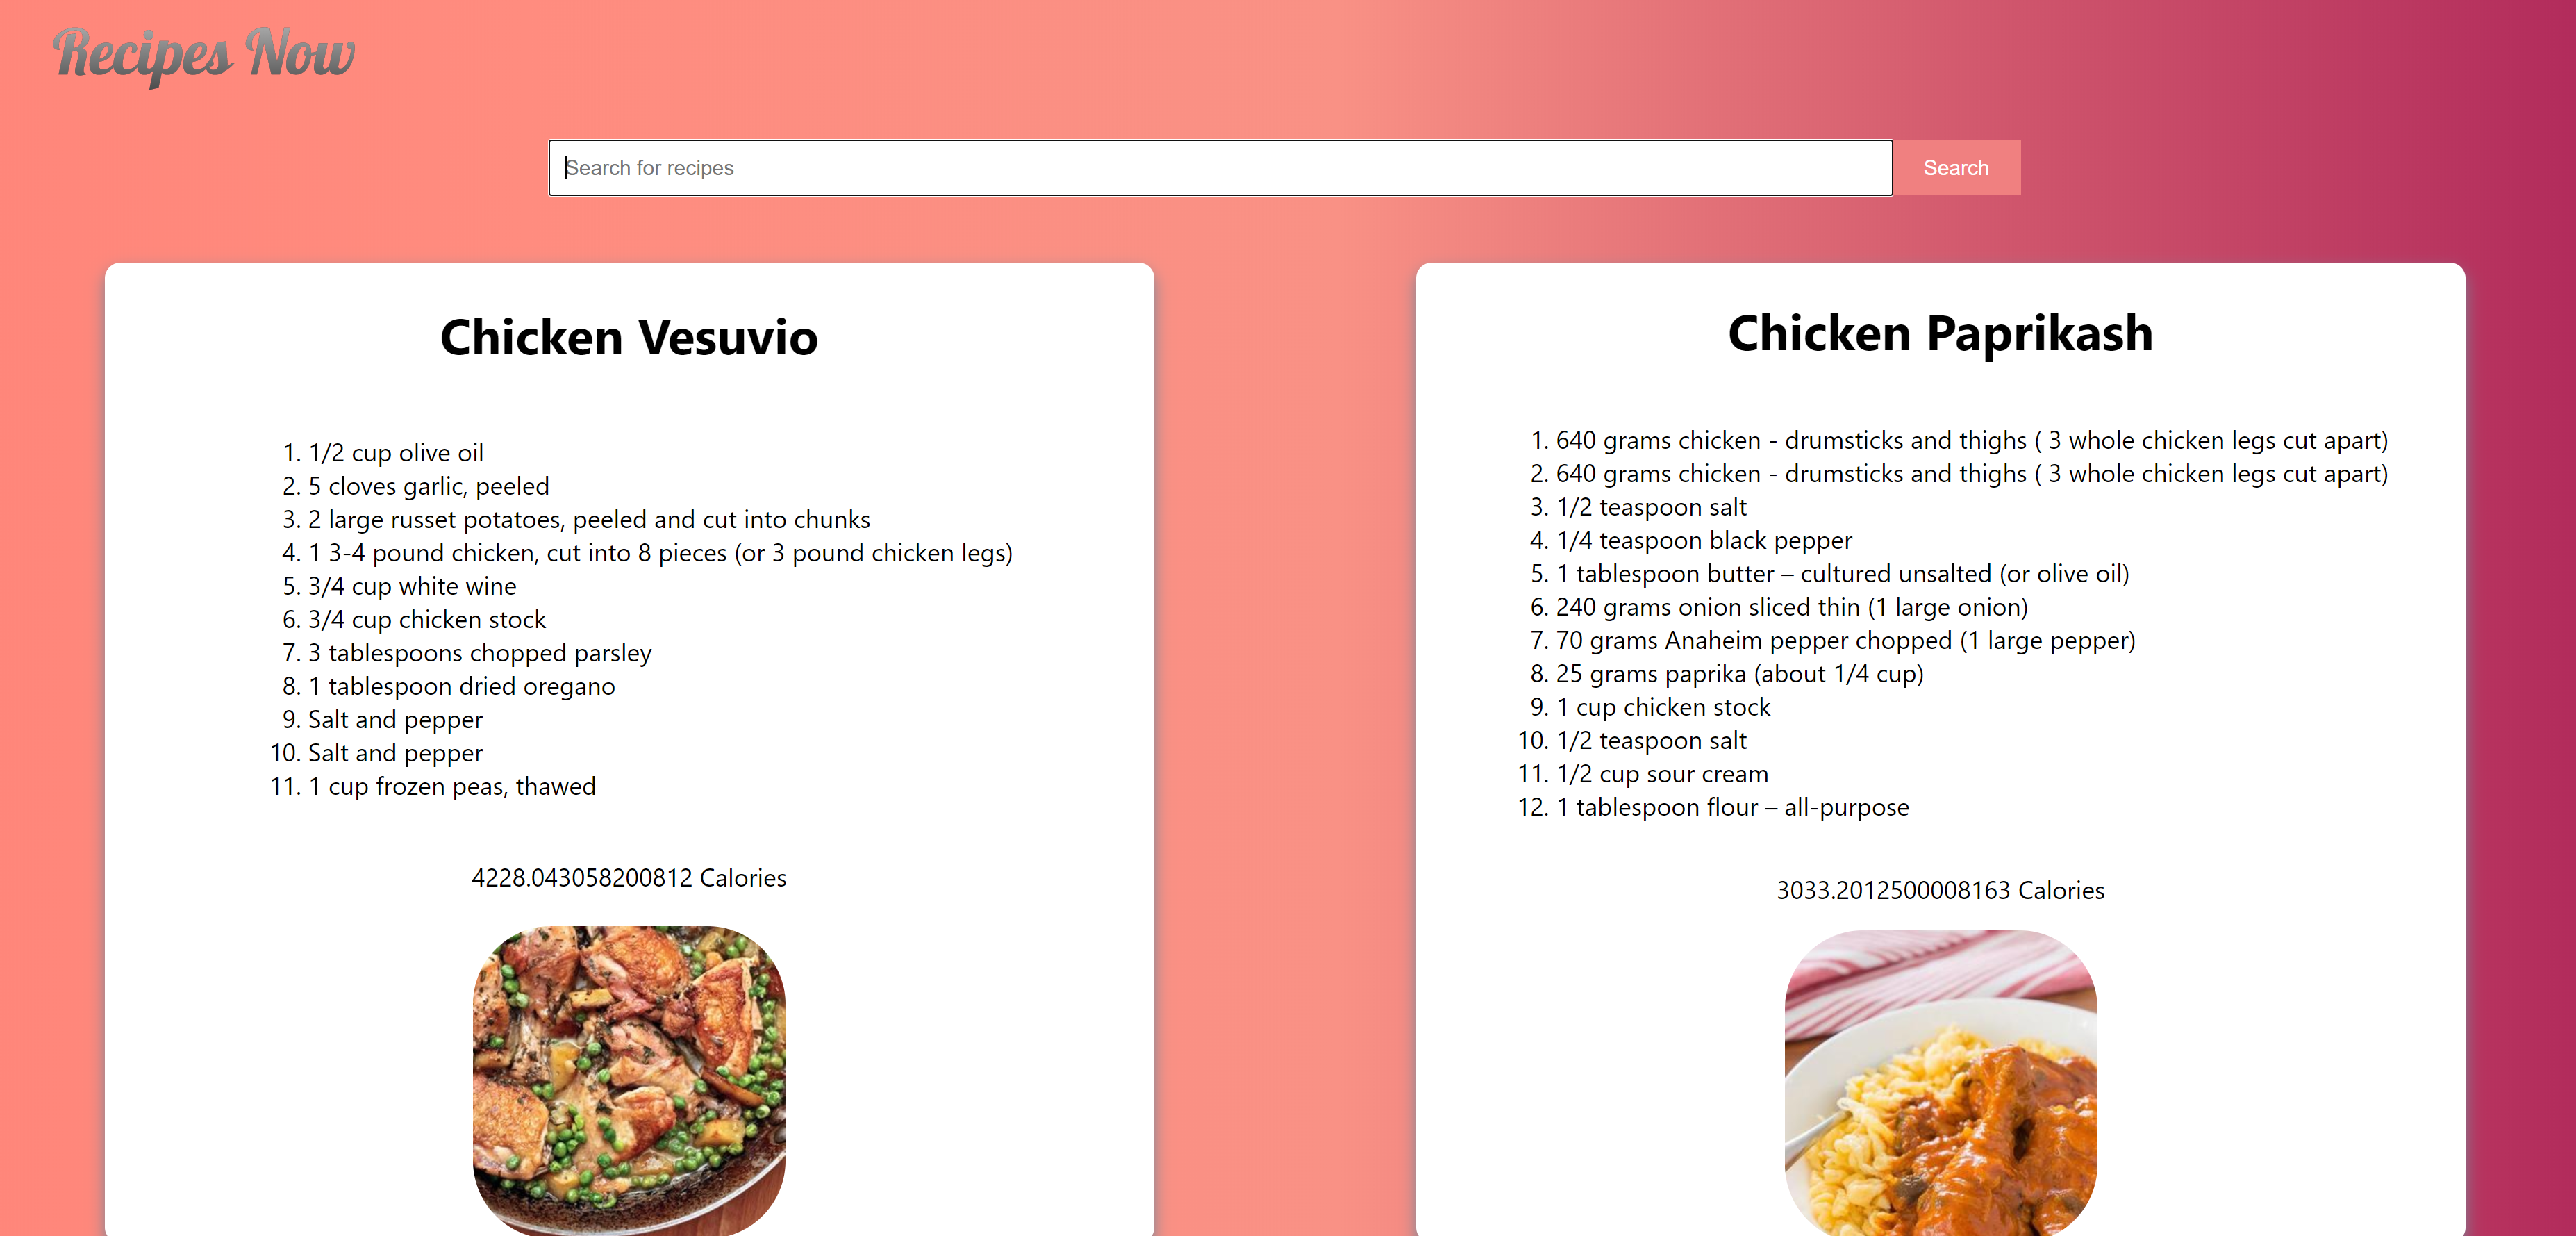 Recipes Now
Search for recipes
Search
Chicken Vesuvio
1. 1/2 cup olive oil
2. 5 cloves garlic, peeled
3. 2 large russet potatoes, peeled and cut into chunks
4. 1 3-4 pound chicken, cut into 8 pieces (or 3 pound chicken legs)
5. 3/4 cup white wine
6. 3/4 cup chicken stock
7. 3 tablespoons chopped parsley
8. 1 tablespoon dried oregano
9. Salt and pepper
10. Salt and pepper
11. 1 cup frozen peas, thawed
4228.043058200812 Calories
Chicken Paprikash
1. 640 grams chicken - drumsticks and thighs ( 3 whole chicken legs cut apart)
2. 640 grams chicken - drumsticks and thighs ( 3 whole chicken legs cut apart)
3. 1/2 teaspoon salt
4. 1/4 teaspoon black pepper
5. 1 tablespoon butter – cultured unsalted (or olive oil)
6. 240 grams onion sliced thin (1 large onion)
7. 70 grams Anaheim pepper chopped (1 large pepper)
8. 25 grams paprika (about 1/4 cup)
9. 1 cup chicken stock
10. 1/2 teaspoon salt
11. 1/2 cup sour cream
12. 1 tablespoon flour – all-purpose
3033.2012500008163 Calories